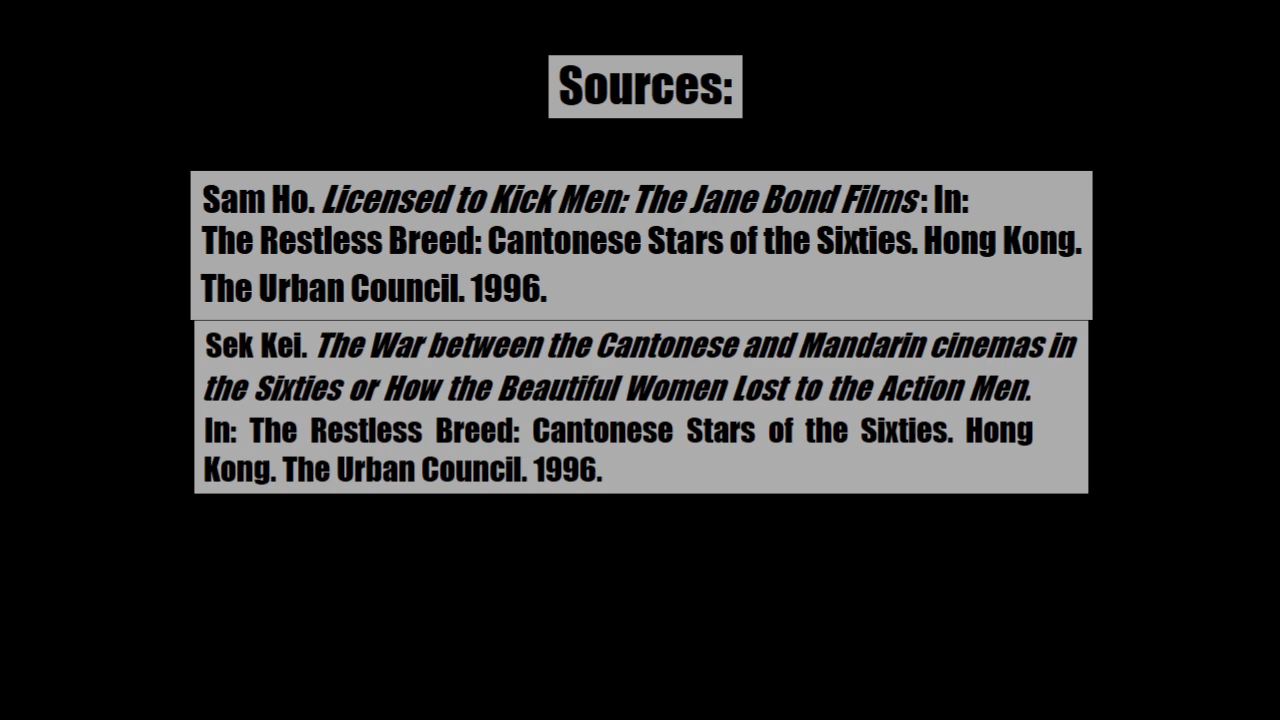 Sources:
Sam Ho. Licensed to Kick Men: The Jane Bond Films: In:
The Restless Breed: Cantonese Stars of the Sixties. Hong Kong.
The Urban Council. 1996.
Sek Kei. The War between the Cantonese and Mandarin cinemas in
the Sixties or How the Beautiful Women Lost to the Action Men.
In: The Restless Breed: Cantonese Stars of the Sixties. Hong
Kong. The Urban Council. 1996.